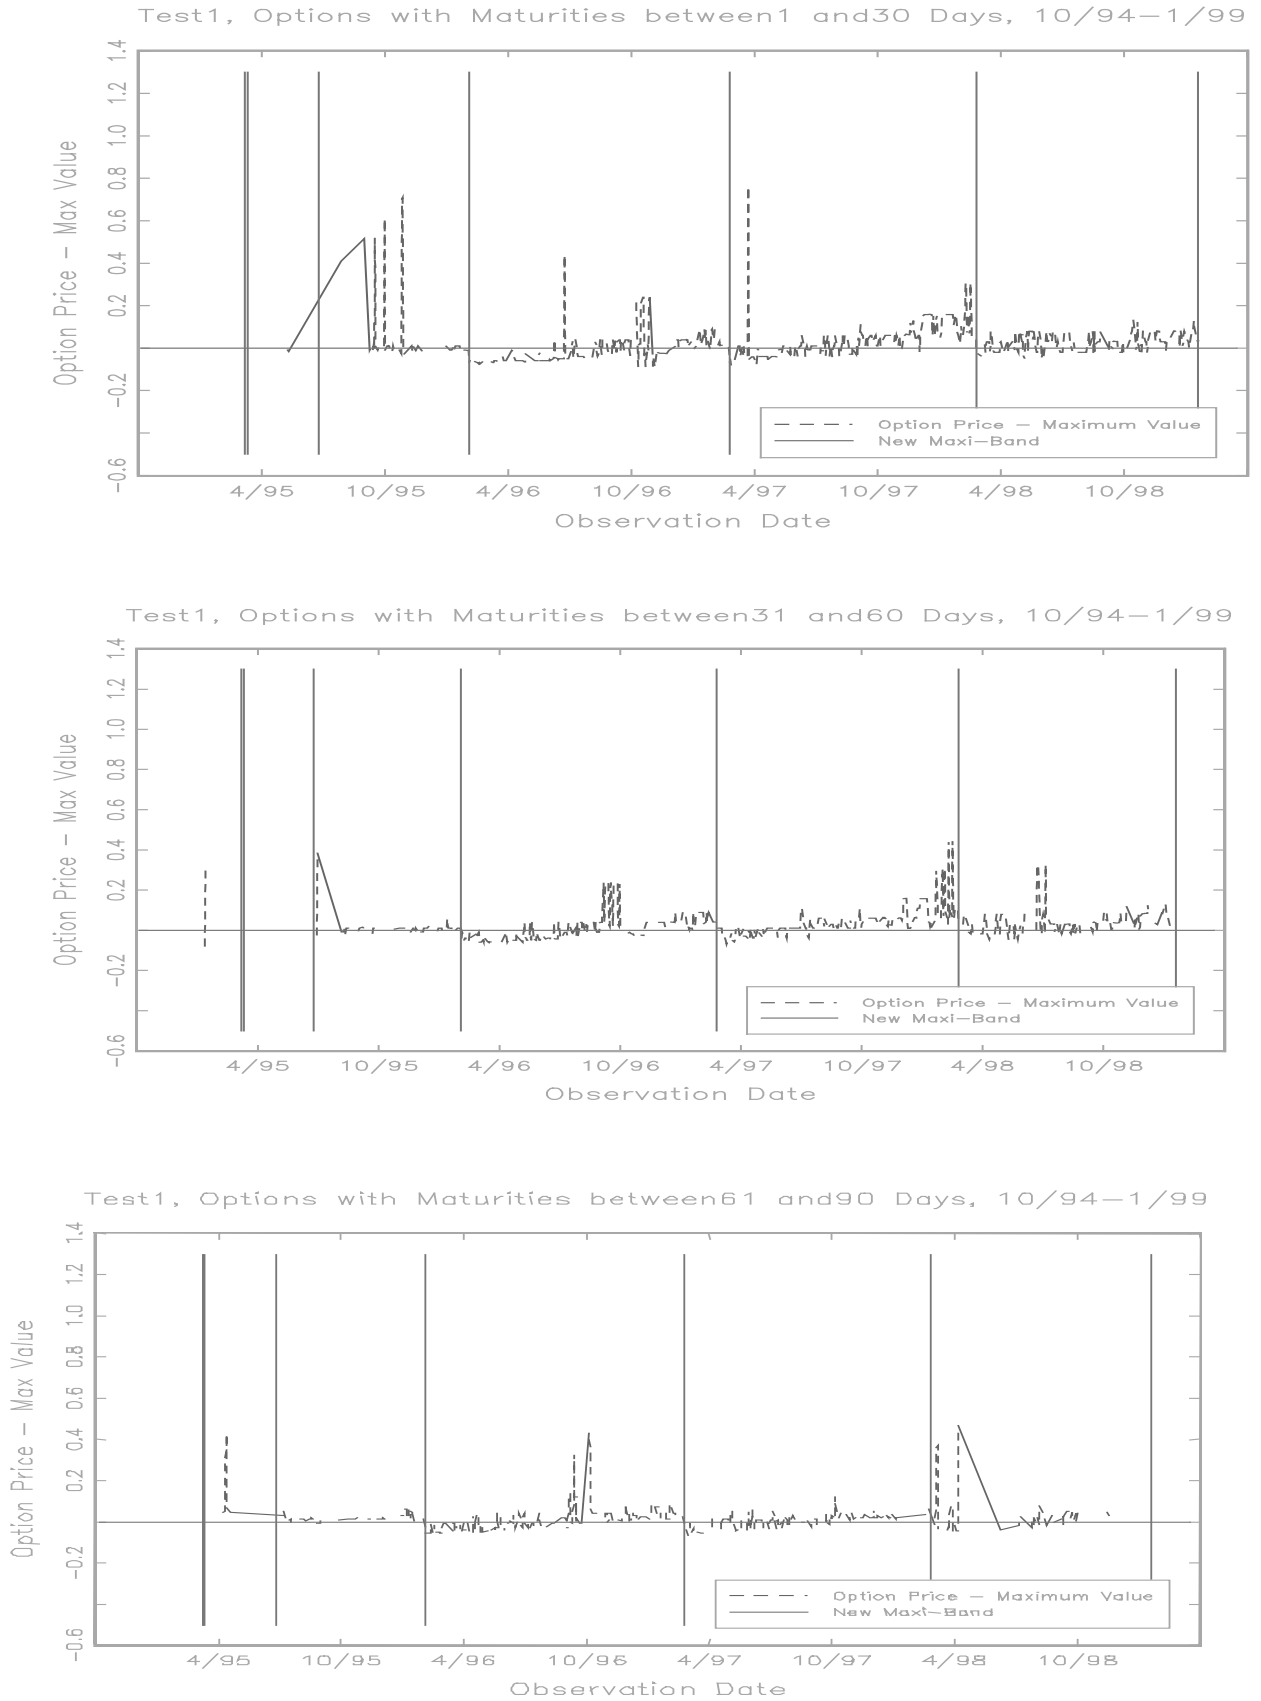 Test1, Options with Maturities between1 and30 Days, 10/94—1/99
Option Price — Max Value
1.4
1.2
1.0
0.8
0.6
0.4
0.2
—0.2
—0.6
Option Price — Maximum Value
New Maxi—Band
4/95 10/95 4/96 10/96 4/97 10/97 4/98 10/98
Observation Date
Test1, Options with Maturities between31 and60 Days, 10/94—1/99
Option Price — Max Value
1.4
1.2
1.0
0.8
0.6
0.4
0.2
—0.2
—0.6
Option Price — Maximum Value
New Maxi—Band
4/95 10/95 4/96 10/96 4/97 10/97 4/98 10/98
Observation Date
Test1, Options with Maturities between61 and90 Days, 10/94—1/99
Option Price — Max Value
1.4
1.2
1.0
0.8
0.6
0.4
0.2
—0.2
—0.6
Option Price — Maximum Value
New Maxi—Band
4/95 10/95 4/96 10/96 4/97 10/97 4/98 10/98
Observation Date